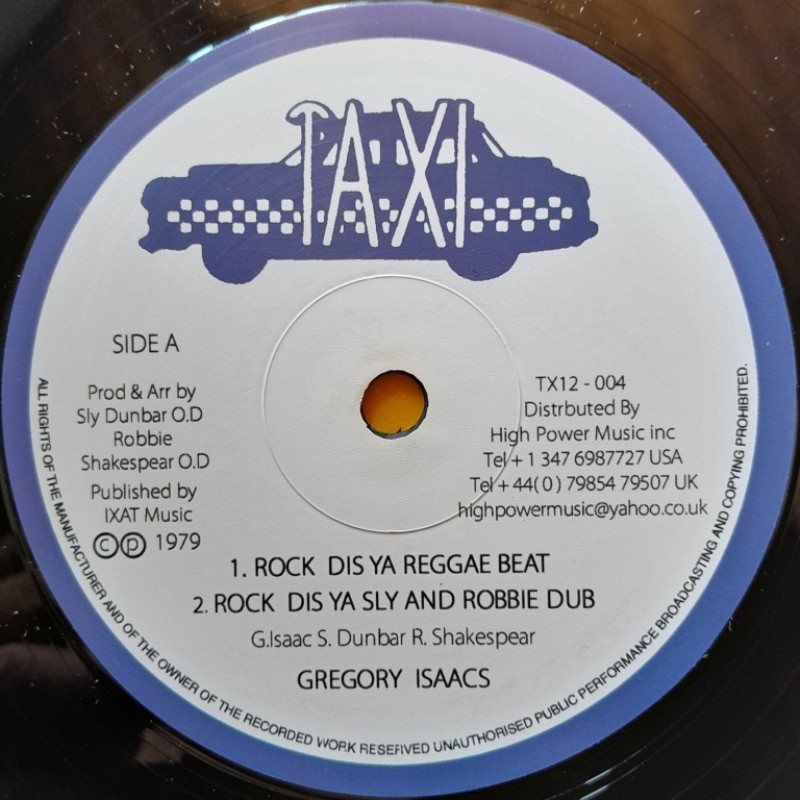 TAXI
SIDE A
Prod & Arr by
Sly Dunbar O.D
Robbie
Shakespear O.D
Published by
IXAT Music
©℗ 1979
TX12 - 004
Distrbuted By
High Power Music inc
Tel + 1 347 6987727 USA
Tel + 44( 0 ) 79854 79507 UK
highpowermusic@yahoo.co.uk
1. ROCK DIS YA REGGAE BEAT
2. ROCK DIS YA SLY AND ROBBIE DUB
G.Isaac S. Dunbar R. Shakespear
GREGORY ISAACS
ALL RIGHTS OF THE MANUFACTURER AND OF THE OWNER OF THE RECORDED WORK RESERVED UNAUTHORISED PUBLIC PERFORMANCE BROADCASTING AND COPYING PROHIBITED.